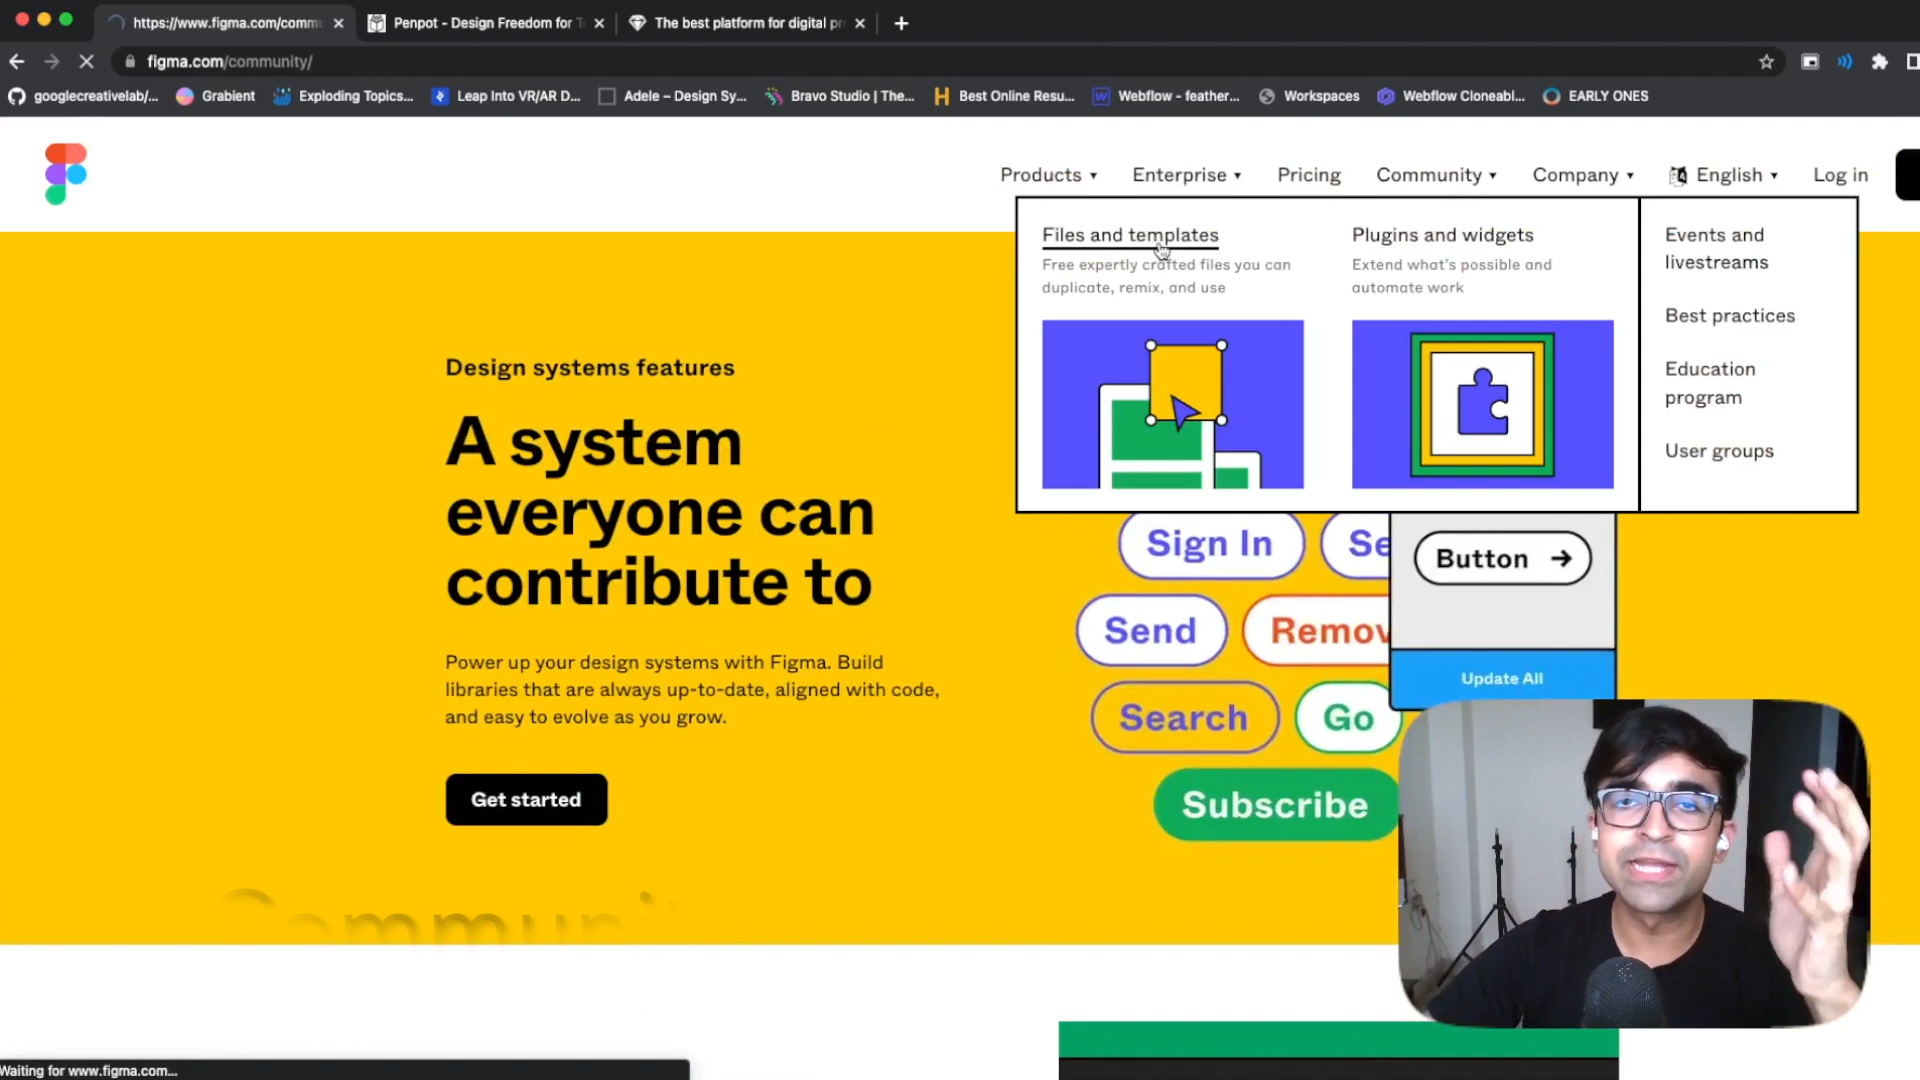 https://www.figma.com/comm
Penpot - Design Freedom for T
The best platform for digital pr
figma.com/community/
googlecreativelab/...
Grabient
Exploding Topics...
Leap Into VR/AR D...
Adele – Design Sy...
Bravo Studio | The...
Best Online Resu...
Webflow - feather...
Workspaces
Webflow Cloneabl...
EARLY ONES
Products
Enterprise
Pricing
Community
Company
English
Log in
Files and templates
Free expertly crafted files you can
duplicate, remix, and use
Plugins and widgets
Extend what's possible and
automate work
Events and
livestreams
Best practices
Education
program
User groups
Design systems features
A system
everyone can
contribute to
Power up your design systems with Figma. Build
libraries that are always up-to-date, aligned with code,
and easy to evolve as you grow.
Get started
Sign In
Se
Button →
Send
Remov
Update All
Search
Go
Subscribe
Communi
Waiting for www.figma.com...